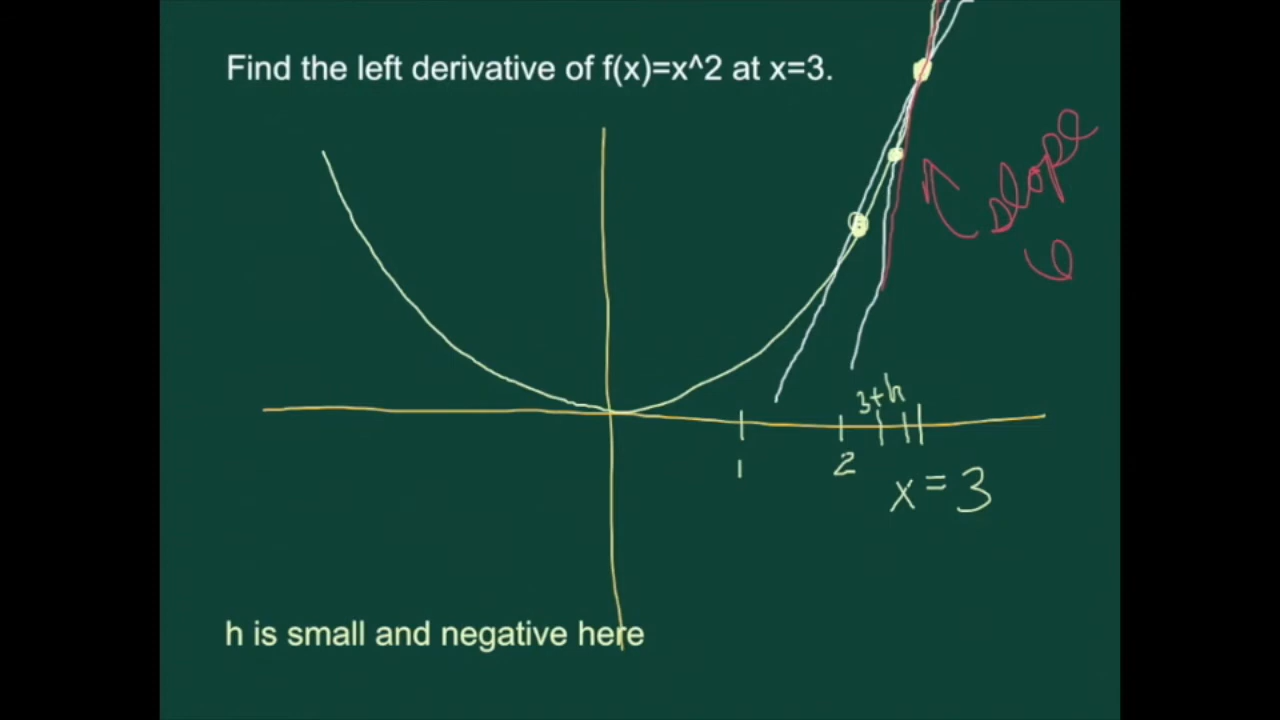 Find the left derivative of f(x)=x^2 at x=3.
slope
6
3+h
1
2
x=3
h is small and negative here